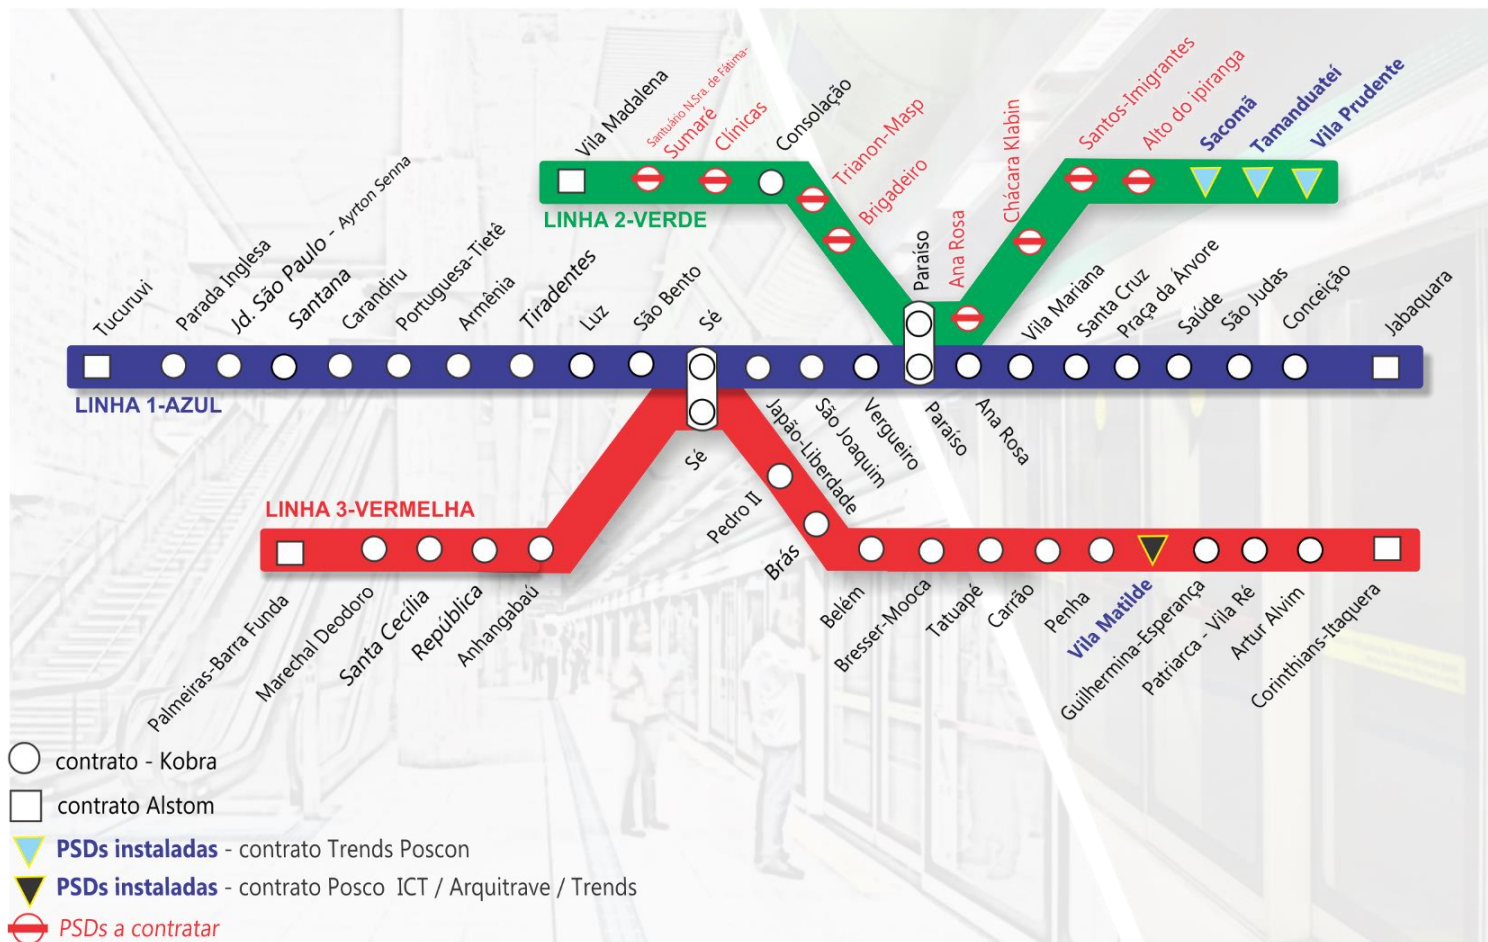 Vila Madalena
Santuário N.Sra. de Fátima-
Sumaré
Clínicas
Consolação
Trianon-Masp
Brigadeiro
Paraíso
Ana Rosa
Chácara Klabin
Santos-Imigrantes
Alto do ipiranga
Sacomã
Tamanduateí
Vila Prudente
LINHA 2-VERDE
Tucuruvi
Parada Inglesa
Jd. São Paulo - Ayrton Senna
Santana
Carandiru
Portuguesa-Tietê
Armênia
Tiradentes
Luz
São Bento
Sé
Vila Mariana
Santa Cruz
Praça da Árvore
Saúde
São Judas
Conceição
Jabaquara
LINHA 1-AZUL
Japão-Liberdade
São Joaquim
Vergueiro
Paraíso
Ana Rosa
Sé
LINHA 3-VERMELHA
Pedro II
Brás
Palmeiras-Barra Funda
Marechal Deodoro
Santa Cecília
República
Anhangabaú
Belém
Bresser-Mooca
Tatuapé
Carrão
Penha
Vila Matilde
Guilhermina-Esperança
Patriarca - Vila Ré
Artur Alvim
Corinthians-Itaquera
contrato - Kobra
contrato Alstom
PSDs instaladas - contrato Trends Poscon
PSDs instaladas - contrato Posco ICT / Arquitrave / Trends
PSDs a contratar